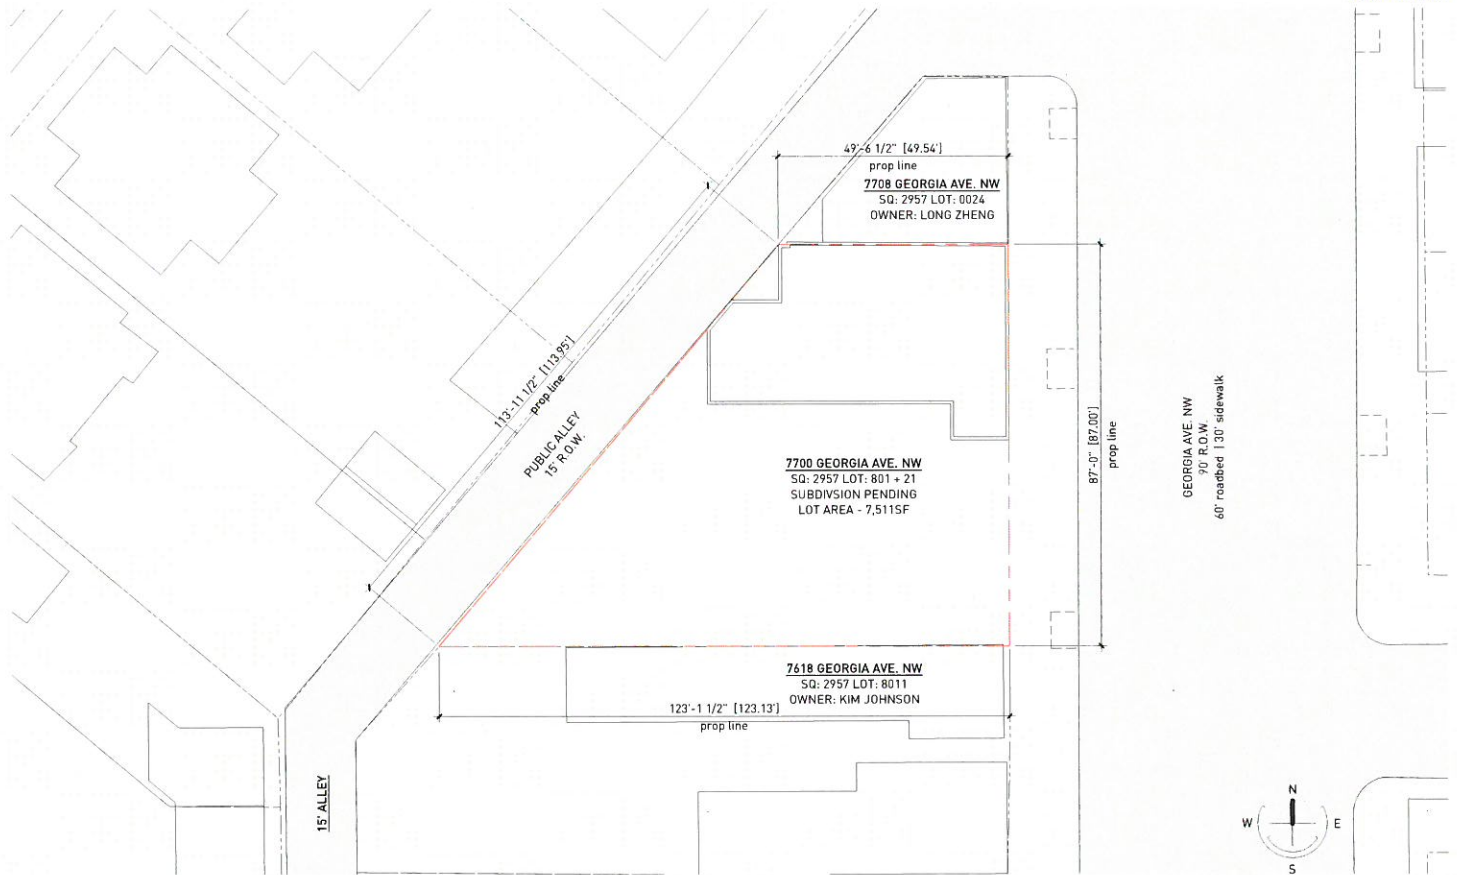 49'-6 1/2" [49.54']
prop line
7708 GEORGIA AVE. NW
SQ: 2957 LOT: 0024
OWNER: LONG ZHENG
113'-11 1/2" [113.95']
prop line
PUBLIC ALLEY
15' R.O.W.
87'-0" [87.00']
prop line
GEORGIA AVE. NW
90' R.O.W.
60' roadbed | 30' sidewalk
7700 GEORGIA AVE. NW
SQ: 2957 LOT: 801 + 21
SUBDIVSION PENDING
LOT AREA - 7,511SF
7618 GEORGIA AVE. NW
SQ: 2957 LOT: 8011
OWNER: KIM JOHNSON
123'-1 1/2" [123.13']
prop line
15' ALLEY
N
W E
S